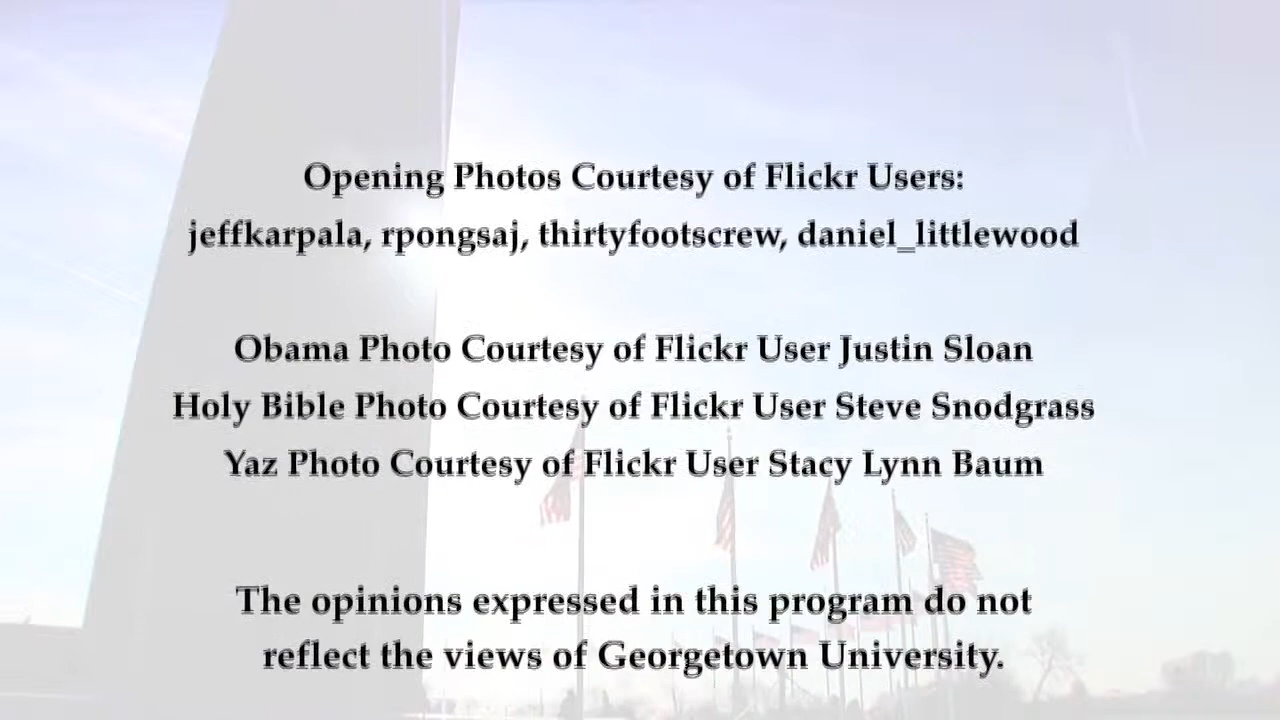 Opening Photos Courtesy of Flickr Users:
jeffkarpala, rpongsaj, thirtyfootscrew, daniel_littlewood
Obama Photo Courtesy of Flickr User Justin Sloan
Holy Bible Photo Courtesy of Flickr User Steve Snodgrass
Yaz Photo Courtesy of Flickr User Stacy Lynn Baum
The opinions expressed in this program do not
reflect the views of Georgetown University.